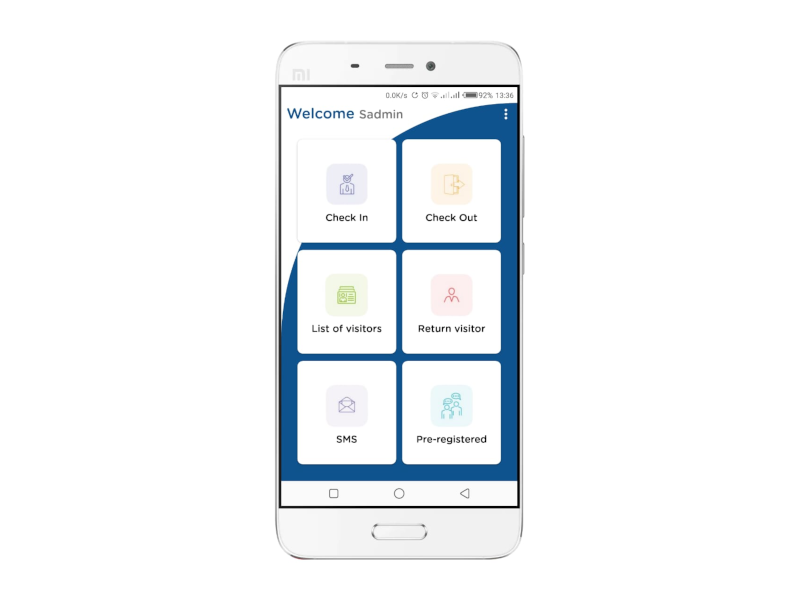 MI
0.0K/s 92% 13:36
Welcome Sadmin
Check In
Check Out
List of visitors
Return visitor
SMS
Pre-registered